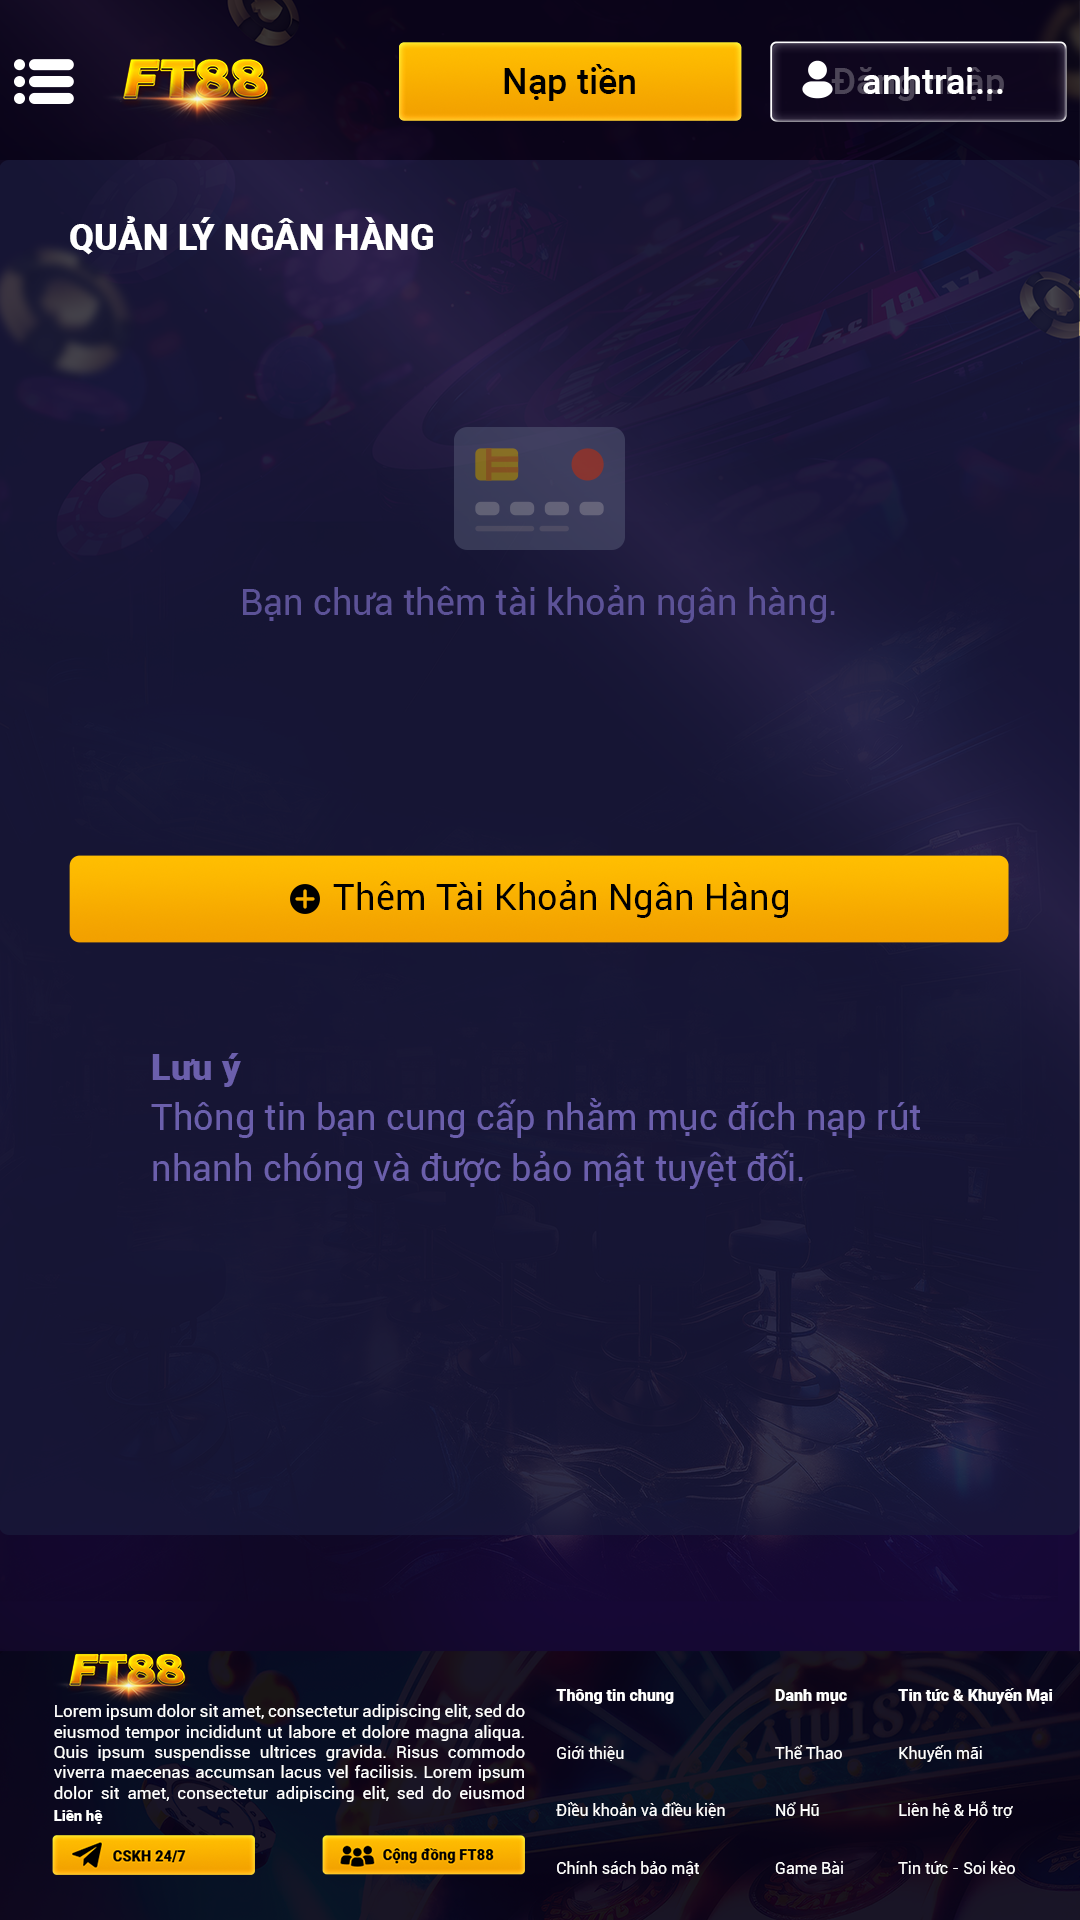 FT88
Nạp tiền
Đăng nhập
anhtrai...
QUẢN LÝ NGÂN HÀNG
Bạn chưa thêm tài khoản ngân hàng.
Thêm Tài Khoản Ngân Hàng
Lưu ý
Thông tin bạn cung cấp nhằm mục đích nạp rút
nhanh chóng và được bảo mật tuyệt đối.
FT88
Lorem ipsum dolor sit amet, consectetur adipiscing elit, sed do
eiusmod tempor incididunt ut labore et dolore magna aliqua.
Quis ipsum suspendisse ultrices gravida. Risus commodo
viverra maecenas accumsan lacus vel facilisis. Lorem ipsum
dolor sit amet, consectetur adipiscing elit, sed do eiusmod
Liên hệ
CSKH 24/7
Cộng đồng FT88
Thông tin chung
Giới thiệu
Điều khoản và điều kiện
Chính sách bảo mật
Danh mục
Thể Thao
Nổ Hũ
Game Bài
Tin tức & Khuyến Mại
Khuyến mãi
Liên hệ & Hỗ trợ
Tin tức - Soi kèo